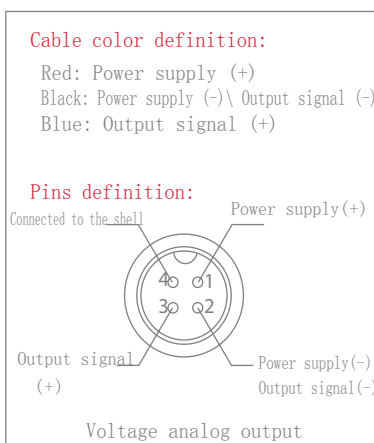 Cable color definition:
Red: Power supply (+)
Black: Power supply (-)\ Output signal (-)
Blue: Output signal (+)
Pins definition:
Connected to the shell
Power supply(+)
4 1
3 2
Output signal
(+)
Power supply(-)
Output signal(-)
Voltage analog output